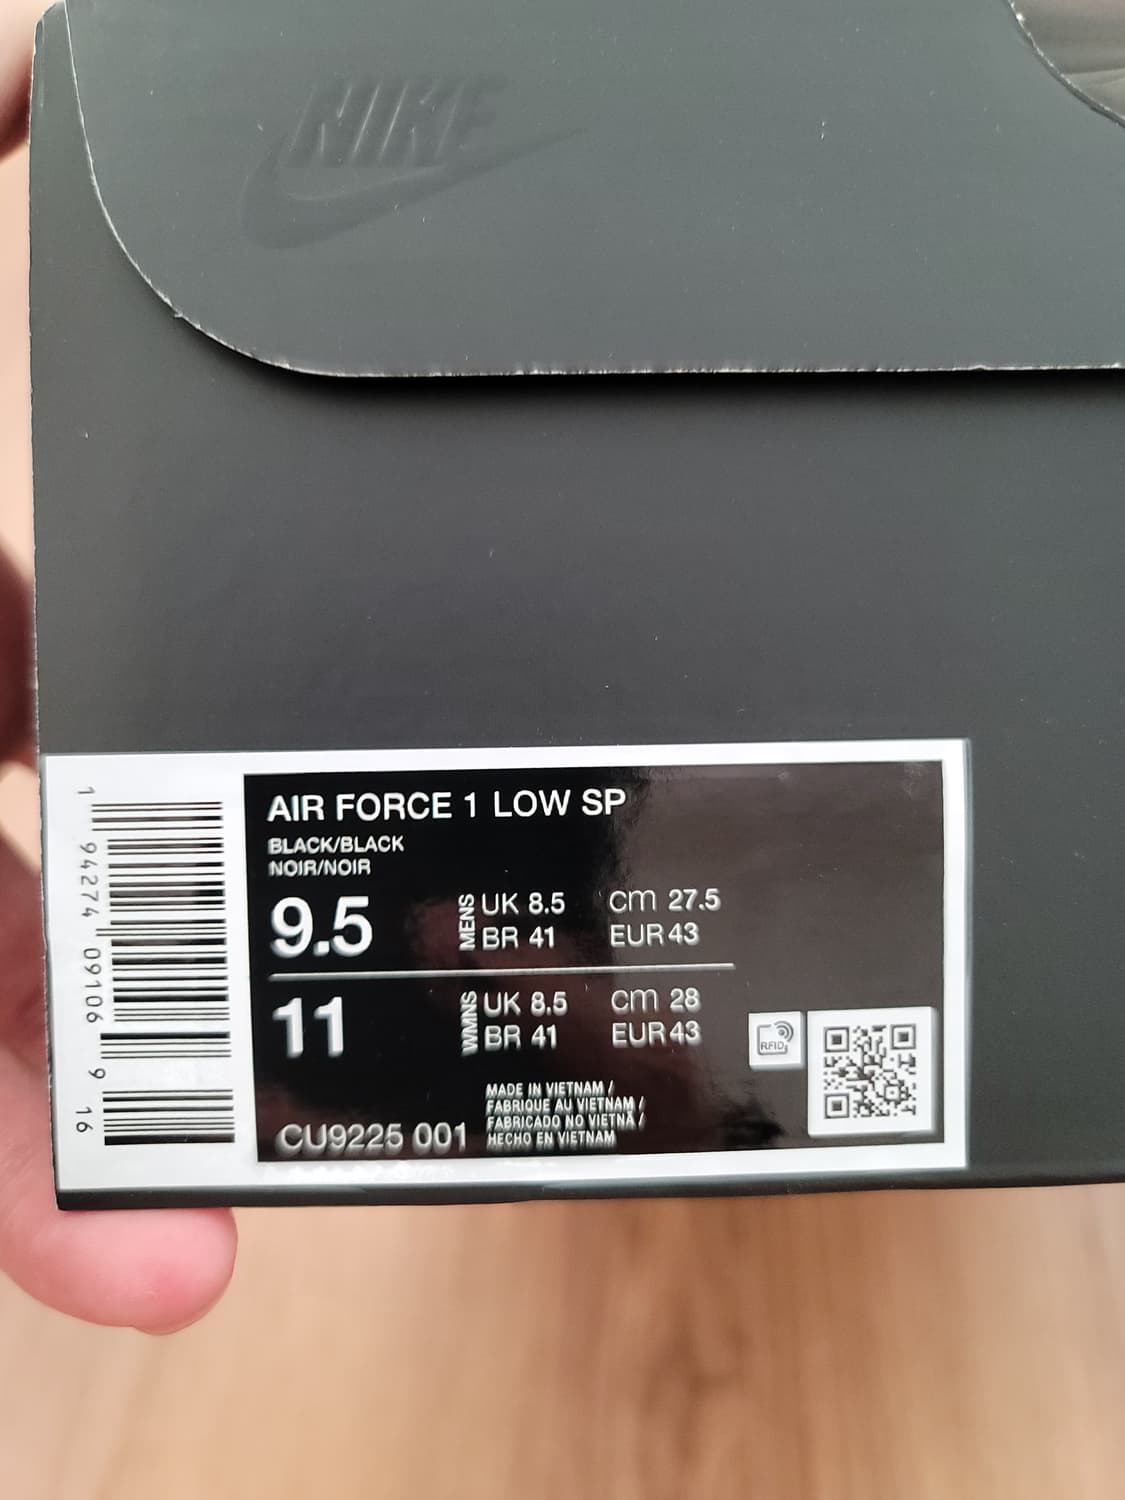 NIKE
AIR FORCE 1 LOW SP
BLACK/BLACK
NOIR/NOIR
9.5 MENS UK 8.5 cm 27.5
BR 41 EUR 43
11 WMNS UK 8.5 cm 28
BR 41 EUR 43
RFID
MADE IN VIETNAM /
FABRIQUE AU VIETNAM /
FABRICADO NO VIETNÃ /
HECHO EN VIETNAM
CU9225 001
1 94274 09106 9 16